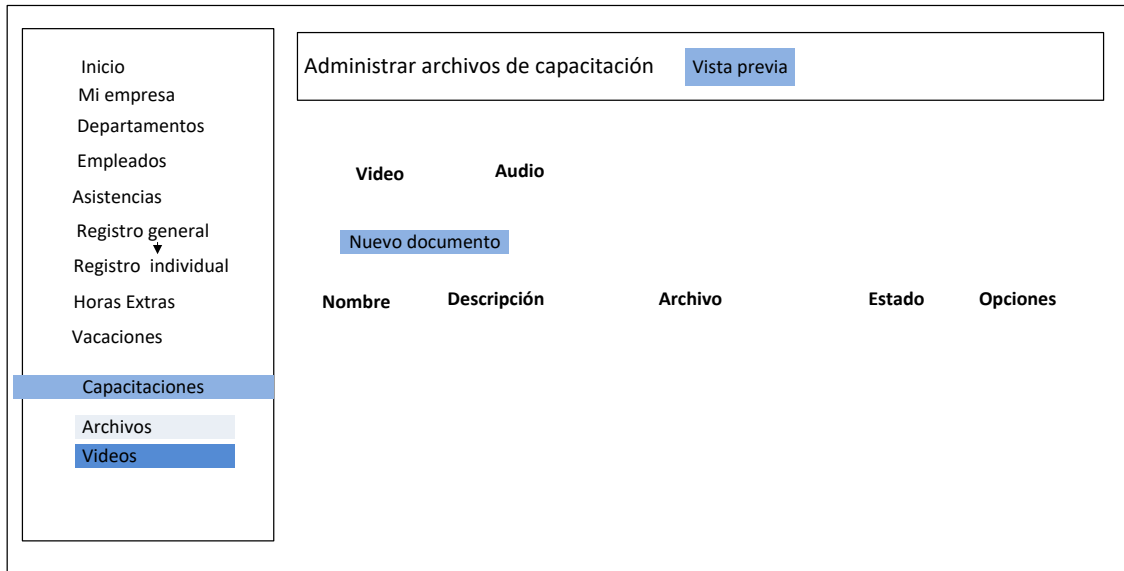 Inicio
Mi empresa
Departamentos
Empleados
Asistencias
Registro general
Registro individual
Horas Extras
Vacaciones
Capacitaciones
Archivos
Videos
Administrar archivos de capacitación
Vista previa
Video
Audio
Nuevo documento
Nombre
Descripción
Archivo
Estado
Opciones